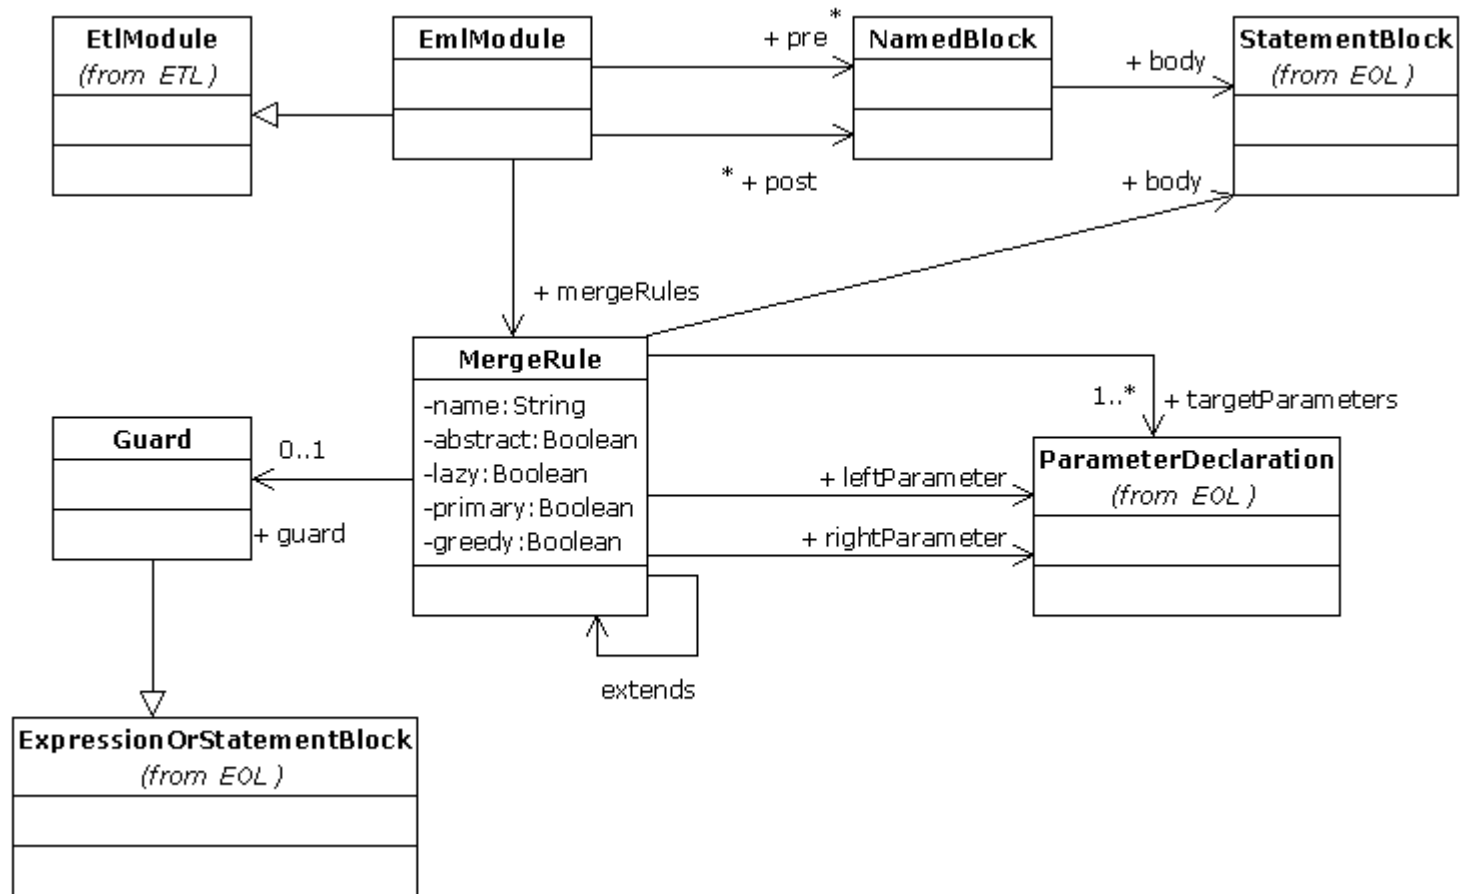 EtlModule
(from ETL)
EmlModule
+ pre
*
NamedBlock
+ body
StatementBlock
(from EOL)
* + post
+ body
+ mergeRules
MergeRule
-name:String
-abstract:Boolean
-lazy:Boolean
-primary:Boolean
-greedy:Boolean
Guard
0..1
+ guard
1..*
+ targetParameters
+ leftParameter
+ rightParameter
ParameterDeclaration
(from EOL)
extends
ExpressionOrStatementBlock
(from EOL)